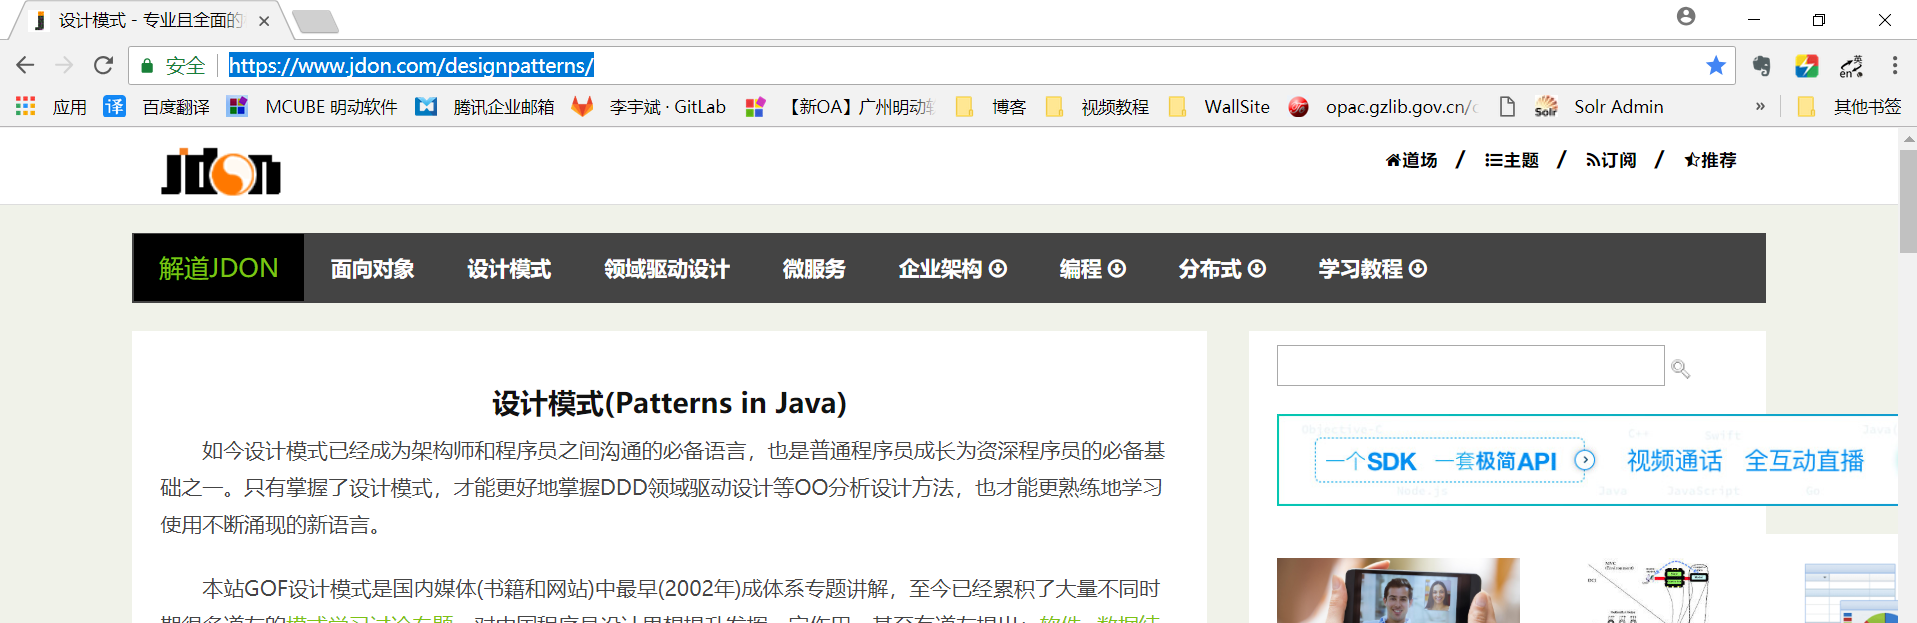 设计模式 - 专业且全面的
安全 https://www.jdon.com/designpatterns/
应用 译 百度翻译 MCUBE 明动软件 腾讯企业邮箱 李宇斌 · GitLab 【新OA】广州明动 博客 视频教程 WallSite opac.gzlib.gov.cn/ Solr Solr Admin » 其他书签
jdon
道场 / 主题 / 订阅 / 推荐
解道JDON 面向对象 设计模式 领域驱动设计 微服务 企业架构 编程 分布式 学习教程
设计模式(Patterns in Java)
如今设计模式已经成为架构师和程序员之间沟通的必备语言，也是普通程序员成长为资深程序员的必备基
础之一。只有掌握了设计模式，才能更好地掌握DDD领域驱动设计等OO分析设计方法，也才能更熟练地学习
使用不断涌现的新语言。
本站GOF设计模式是国内媒体(书籍和网站)中最早(2002年)成体系专题讲解，至今已经累积了大量不同时
Objective-C C++ Swift Java
一个SDK 一套极简API 视频通话 全互动直播
Node.js Java JavaScript Go